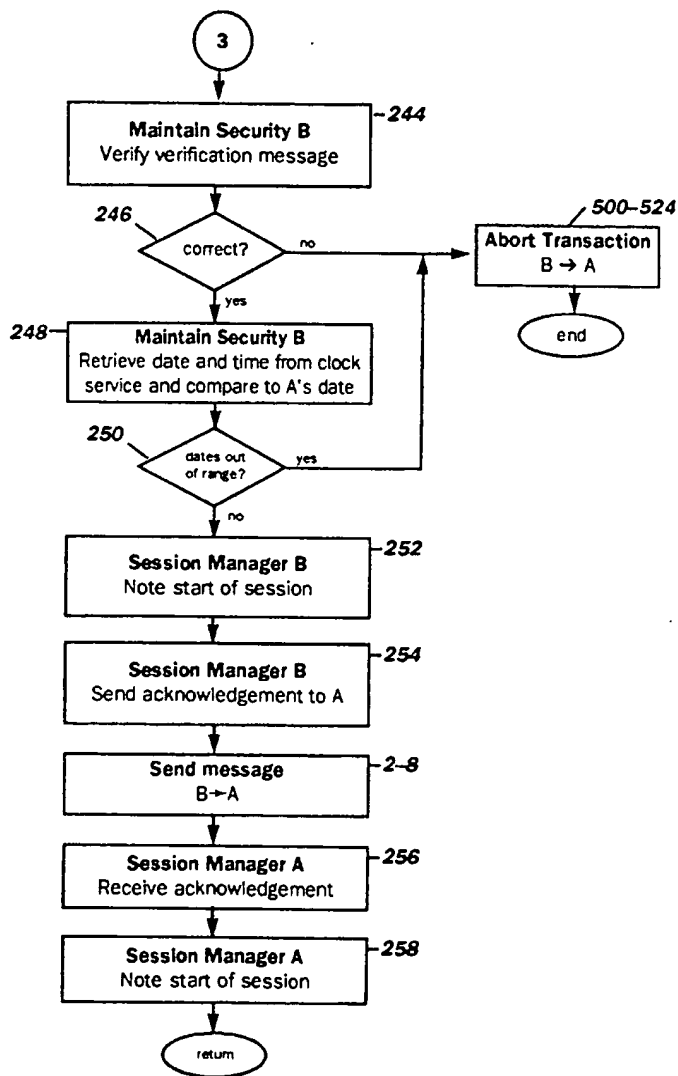 3
Maintain Security B
Verify verification message
244
246
correct?
no
yes
500-524
Abort Transaction
B → A
end
248
Maintain Security B
Retrieve date and time from clock
service and compare to A's date
250
dates out
of range?
yes
no
Session Manager B
Note start of session
252
Session Manager B
Send acknowledgement to A
254
Send message
B→A
2-8
Session Manager A
Receive acknowledgement
256
Session Manager A
Note start of session
258
return